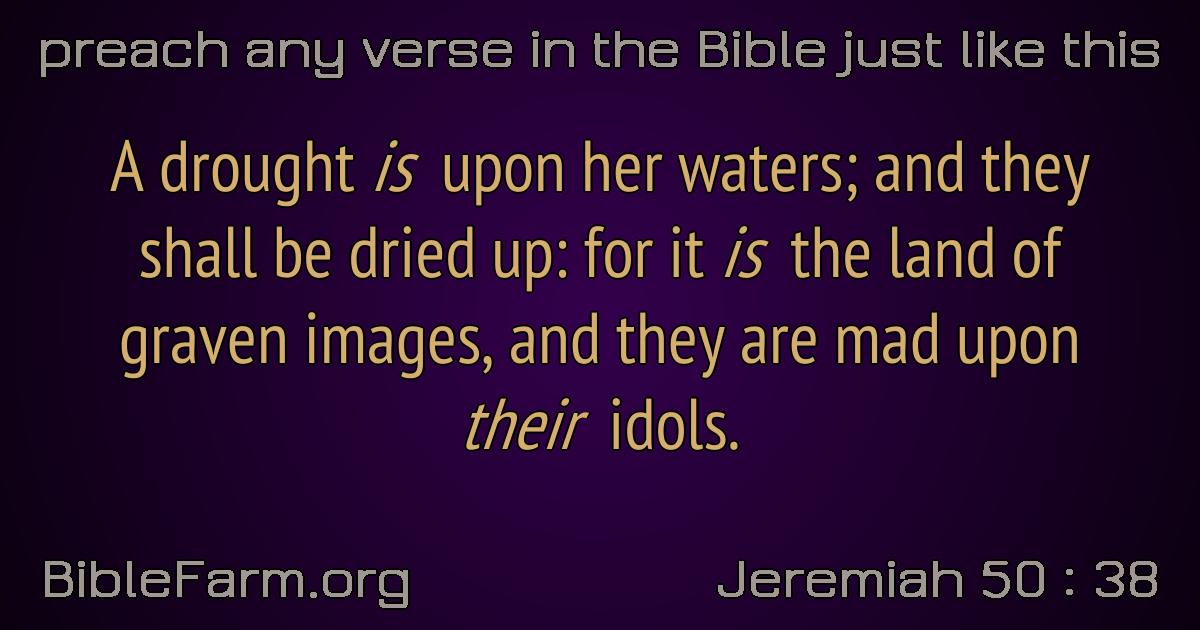 preach any verse in the Bible just like this
A drought is upon her waters; and they
shall be dried up: for it is the land of
graven images, and they are mad upon
their idols.
BibleFarm.org
Jeremiah 50 : 38